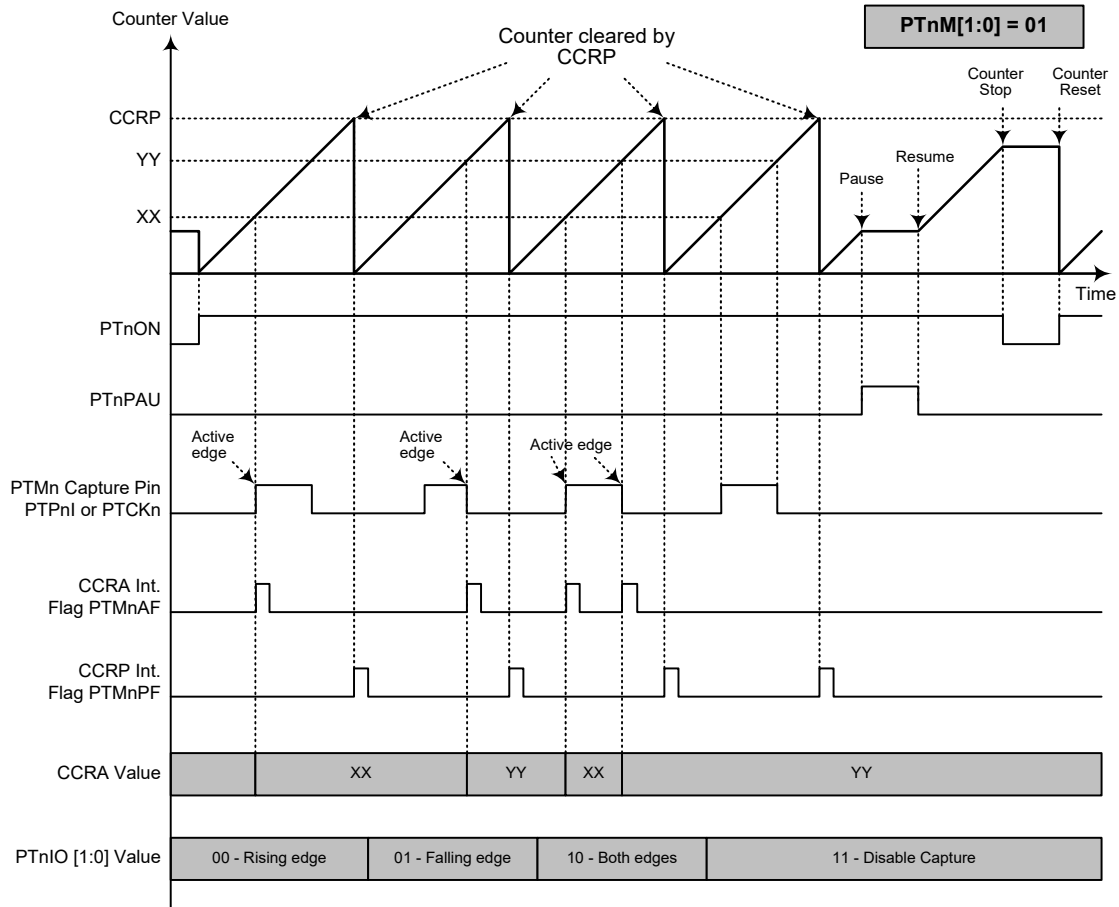 Counter Value
PTnM[1:0] = 01
Counter cleared by
CCRP
Counter
Stop
Counter
Reset
CCRP
YY
Resume
Pause
XX
Time
PTnON
PTnPAU
Active
edge
Active
edge
Active edge
PTMn Capture Pin
PTPnI or PTCKn
CCRA Int.
Flag PTMnAF
CCRP Int.
Flag PTMnPF
CCRA Value
XX
YY
XX
YY
PTnIO [1:0] Value
00 - Rising edge
01 - Falling edge
10 - Both edges
11 - Disable Capture